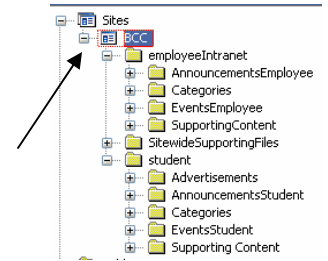 Sites
BCC
employeeIntranet
AnnouncementsEmployee
Categories
EventsEmployee
SupportingContent
SitewideSupportingFiles
student
Advertisements
AnnouncementsStudent
Categories
EventsStudent
Supporting Content